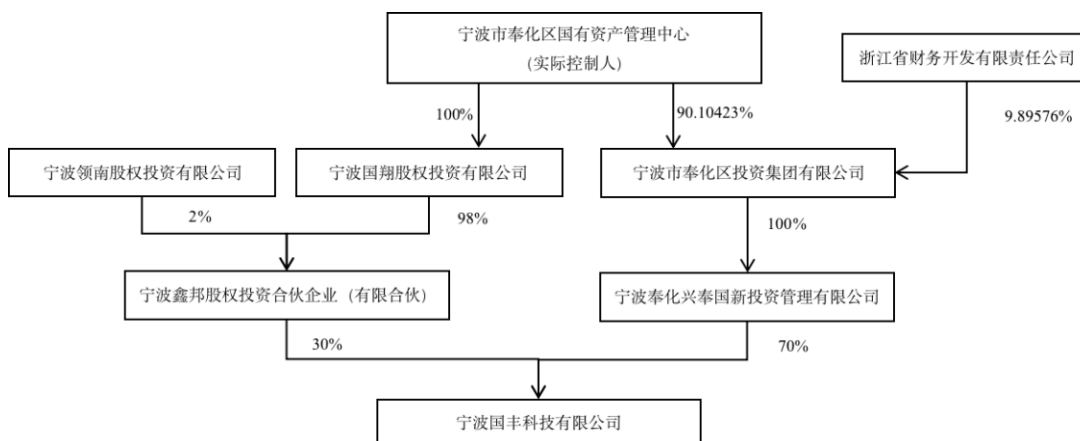 宁波市奉化区国有资产管理中心
（实际控制人）
浙江省财务开发有限责任公司
100%
90.10423%
9.89576%
宁波领南股权投资有限公司
宁波国翔股权投资有限公司
宁波市奉化区投资集团有限公司
2%
98%
100%
宁波鑫邦股权投资合伙企业（有限合伙）
宁波奉化兴奉国新投资管理有限公司
30%
70%
宁波国丰科技有限公司